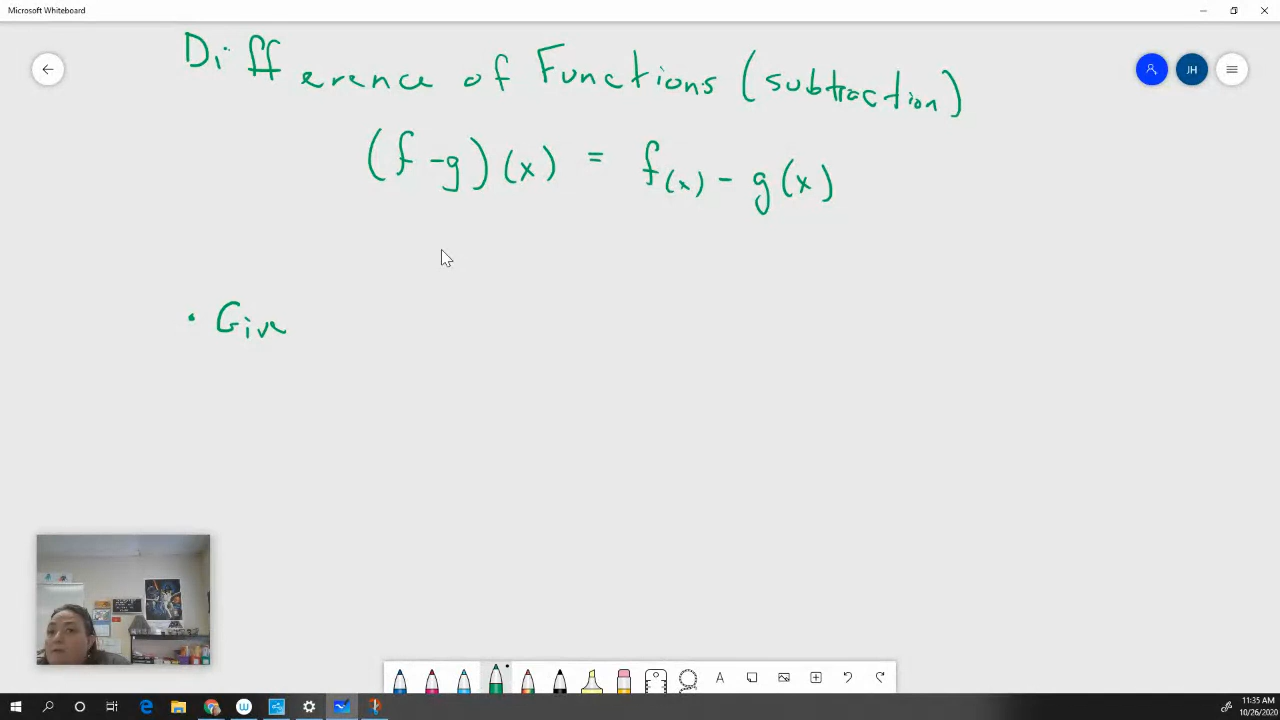 Microsoft Whiteboard
JH
Difference of Functions (subtraction)
(f-g)(x) = f(x) - g(x)
• Give
A
11:35 AM
10/26/2020